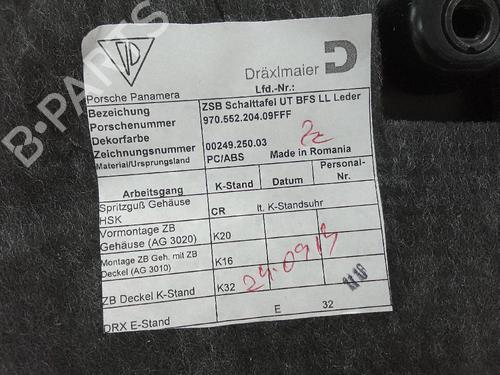 Dräxlmaier
Porsche Panamera
Lfd.-Nr.:
Bezeichnung ZSB Schalttafel UT BFS LL Leder
Porschenummer 970.552.204.09FFF
Dekorfarbe
Zeichnungsnummer 00249.250.03
Material/Ursprungsland PC/ABS Made in Romania
Arbeitsgang K-Stand Datum Personal-
Nr.
Spritzguß Gehäuse
HSK CR lt. K-Standsuhr
Vormontage ZB
Gehäuse (AG 3020) K20
Montage ZB Geh. mit ZB
Deckel (AG 3010) K16
ZB Deckel K-Stand K32
24.09.13
DRX E-Stand E 32
B-PARTS